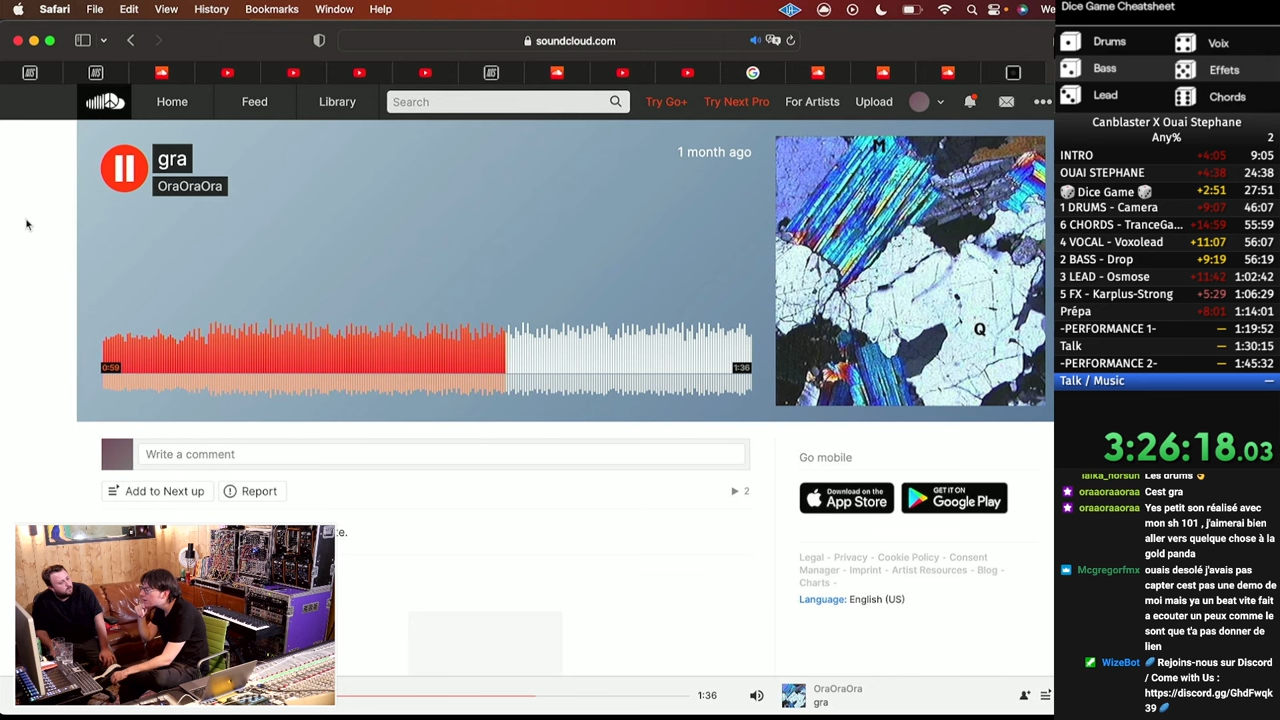 Safari File Edit View History Bookmarks Window Help We
Dice Game Cheatsheet
soundcloud.com
Drums Voix
Bass Effets
Lead Chords
Home Feed Library Search Try Go+ Try Next Pro For Artists Upload
Canblaster X Ouai Stephane
Any% 2
gra
OraOraOra
1 month ago
INTRO +4:05 9:05
OUAI STEPHANE +4:38 24:38
🎲 Dice Game 🎲 +2:51 27:51
1 DRUMS - Camera +9:07 46:07
6 CHORDS - TranceGa... +14:59 55:59
4 VOCAL - Voxolead +11:07 56:07
2 BASS - Drop +9:19 56:19
3 LEAD - Osmose +11:42 1:02:42
5 FX - Karplus-Strong +5:29 1:06:29
Prépa +8:01 1:14:01
-PERFORMANCE 1- — 1:19:52
Talk — 1:30:15
-PERFORMANCE 2- — 1:45:32
Talk / Music —
M
Q
0:59 1:36
3:26:18.03
Write a comment
Add to Next up Report 2
Go mobile
Download on the
App Store
GET IT ON
Google Play
te.
Legal - Privacy - Cookie Policy - Consent
Manager - Imprint - Artist Resources - Blog -
Charts -
Language: English (US)
Les drums
oraaoraaoraa Cest gra
oraaoraaoraa Yes petit son réalisé avec
mon sh 101 , j'aimerai bien
aller vers quelque chose à la
gold panda
Mcgregorfmx ouais desolé j'avais pas
capter cest pas une demo de
moi mais ya un beat vite fait
a ecouter un peux comme le
sont que t'a pas donner de
lien
WizeBot Rejoins-nous sur Discord
/ Come with Us :
https://discord.gg/GhdFwqk
39
1:36
OraOraOra
gra